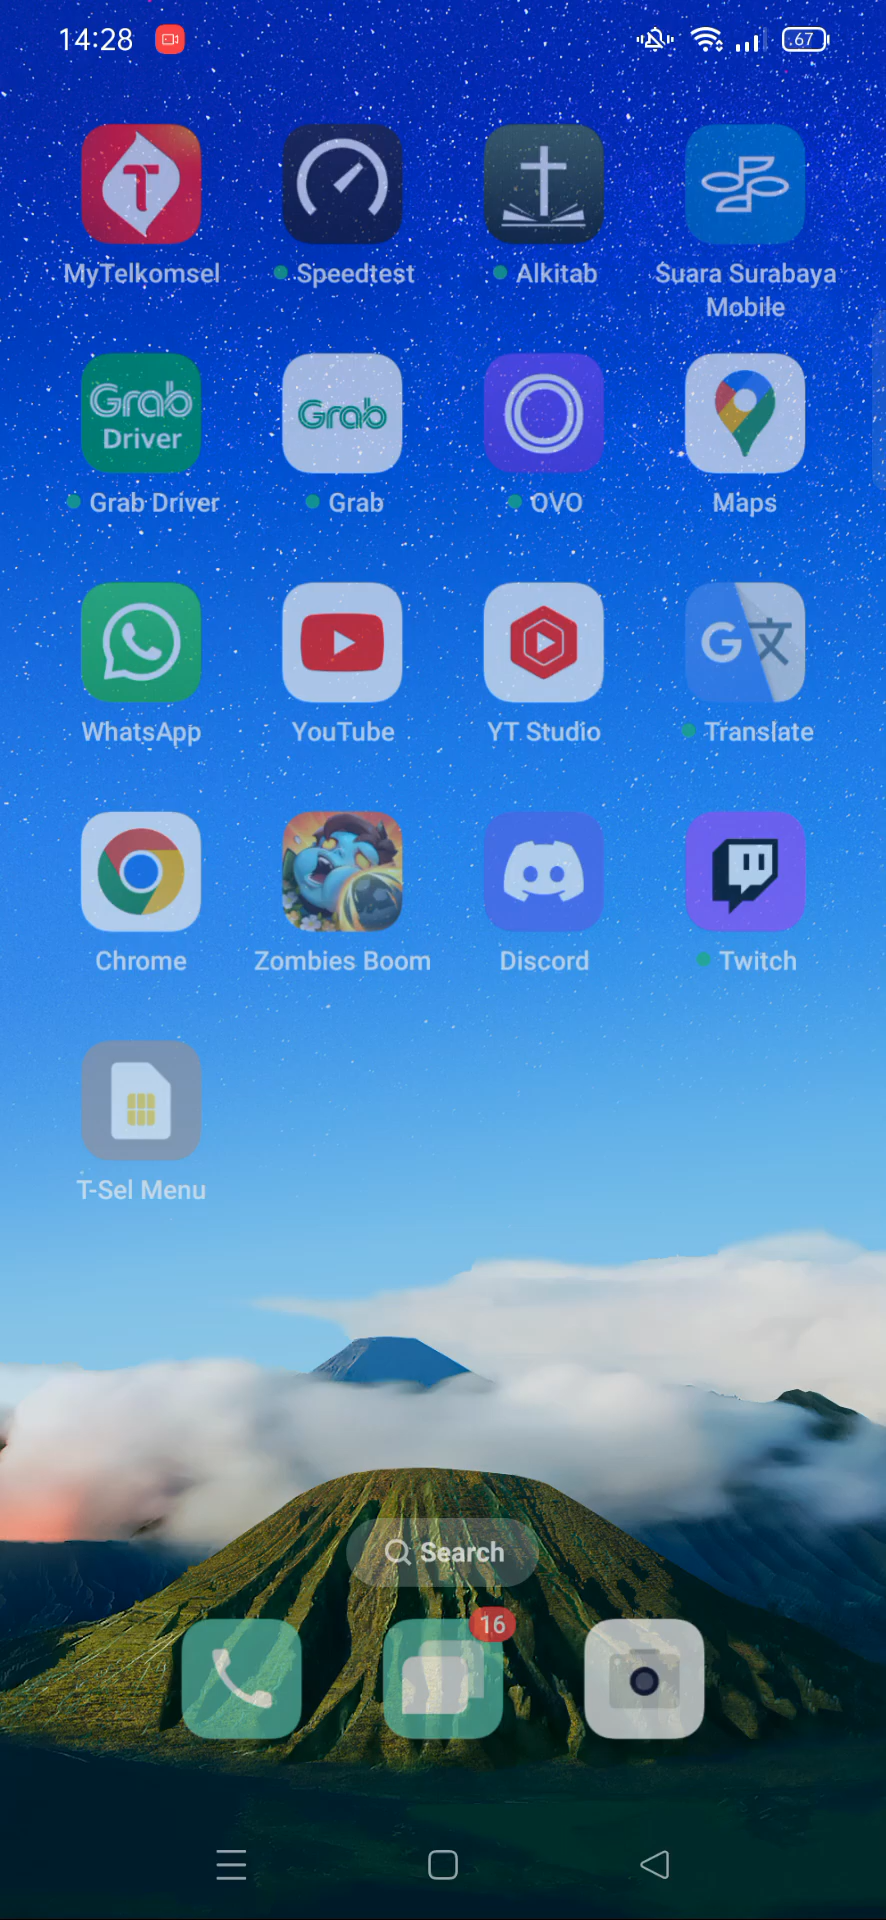 14:28
67
MyTelkomsel
Speedtest
Alkitab
Suara Surabaya
Mobile
Grab
Driver
Grab
Grab Driver
Grab
OVO
Maps
WhatsApp
YouTube
YT Studio
Translate
Chrome
Zombies Boom
Discord
Twitch
T-Sel Menu
Search
16